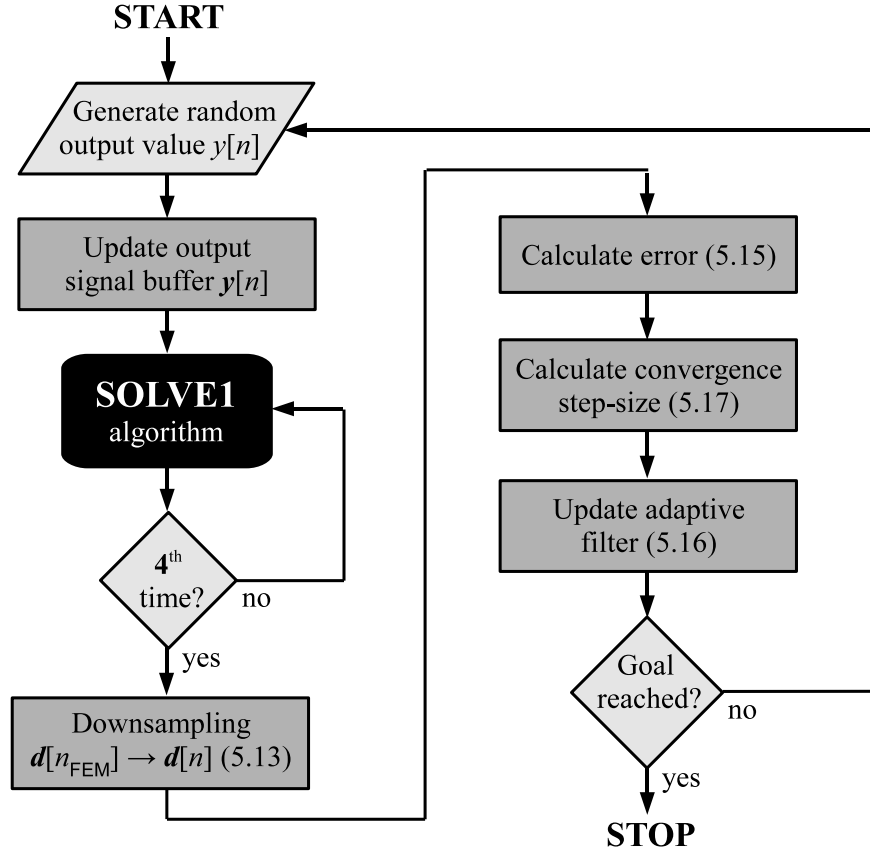 START
Generate random
output value y[n]
Update output
signal buffer y[n]
SOLVE1
algorithm
4th
time?
no
yes
Downsampling
d[nFEM] → d[n] (5.13)
Calculate error (5.15)
Calculate convergence
step-size (5.17)
Update adaptive
filter (5.16)
Goal
reached?
no
yes
STOP